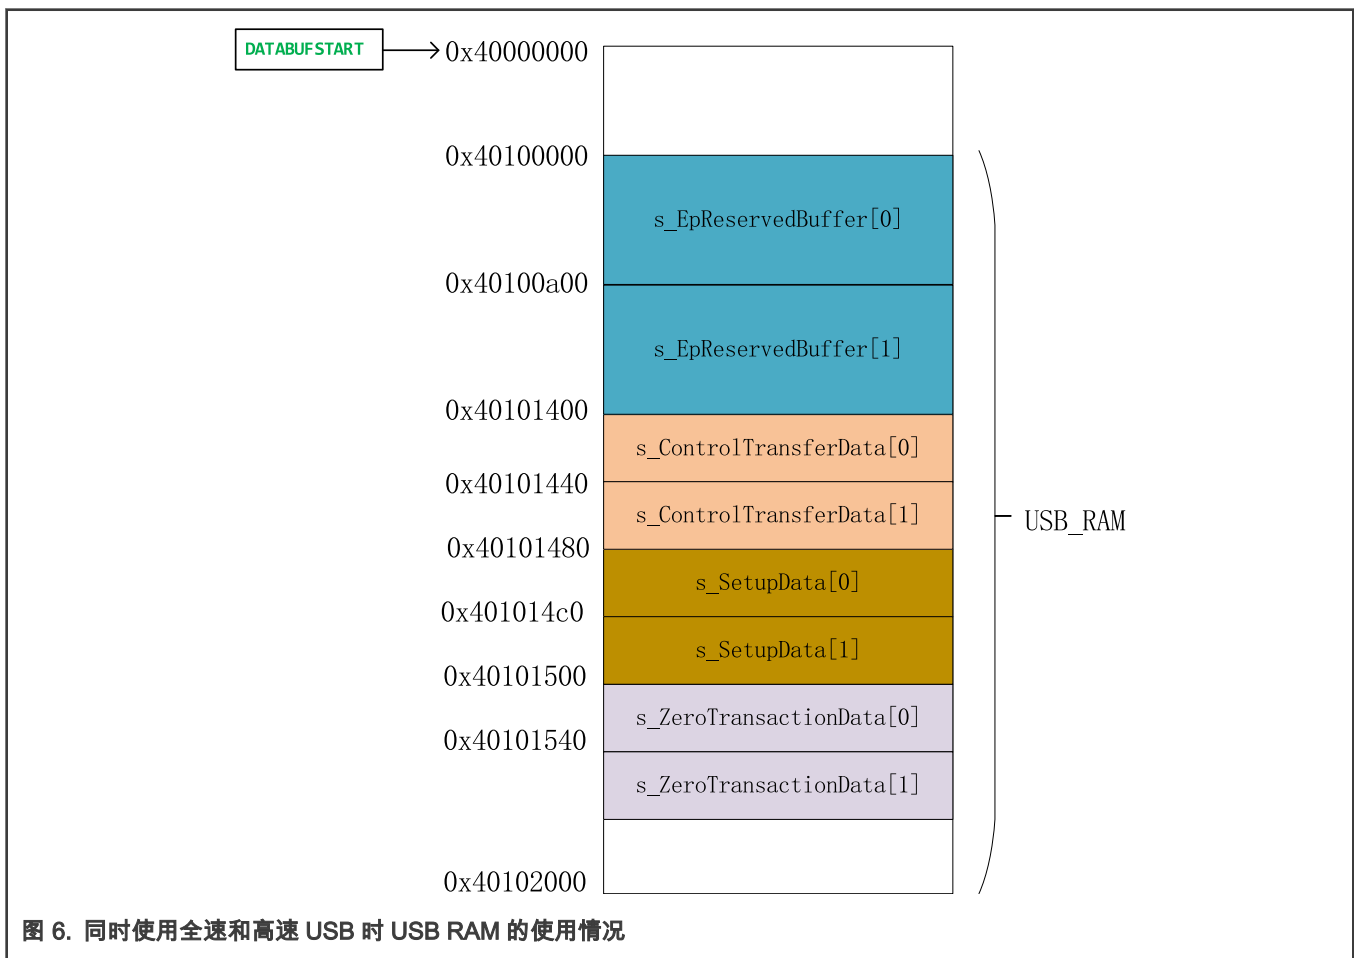 DATABUFSTART
0x40000000
0x40100000
s_EpReservedBuffer[0]
0x40100a00
s_EpReservedBuffer[1]
0x40101400
s_ControlTransferData[0]
0x40101440
s_ControlTransferData[1]
USB_RAM
0x40101480
s_SetupData[0]
0x401014c0
s_SetupData[1]
0x40101500
s_ZeroTransactionData[0]
0x40101540
s_ZeroTransactionData[1]
0x40102000
图 6. 同时使用全速和高速 USB 时 USB RAM 的使用情况